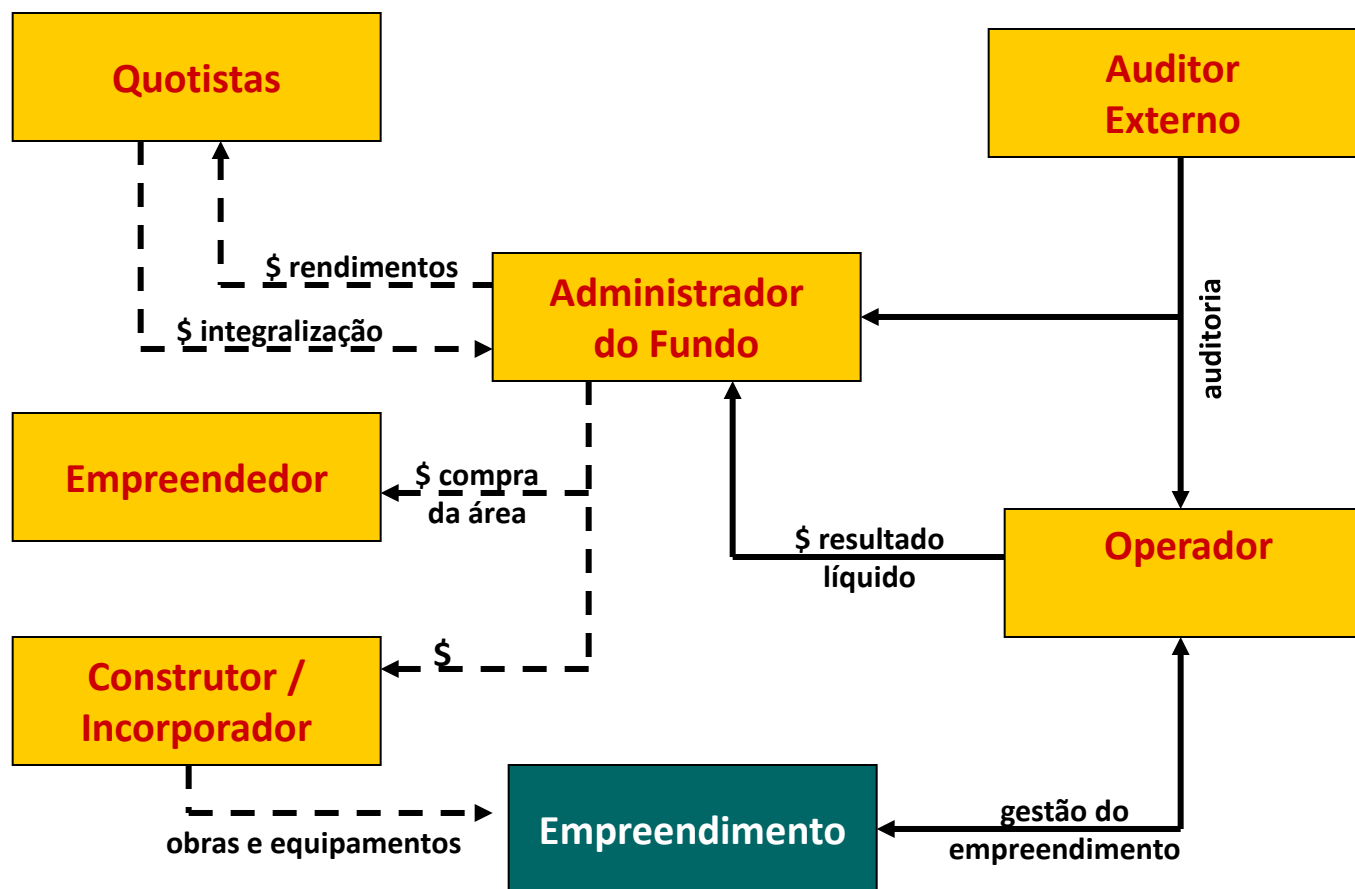 Quotistas
Auditor
Externo
$ rendimentos
$ integralização
Administrador
do Fundo
auditoria
Empreendedor
$ compra
da área
$ resultado
líquido
Operador
Construtor /
Incorporador
$
obras e equipamentos
Empreendimento
gestão do
empreendimento